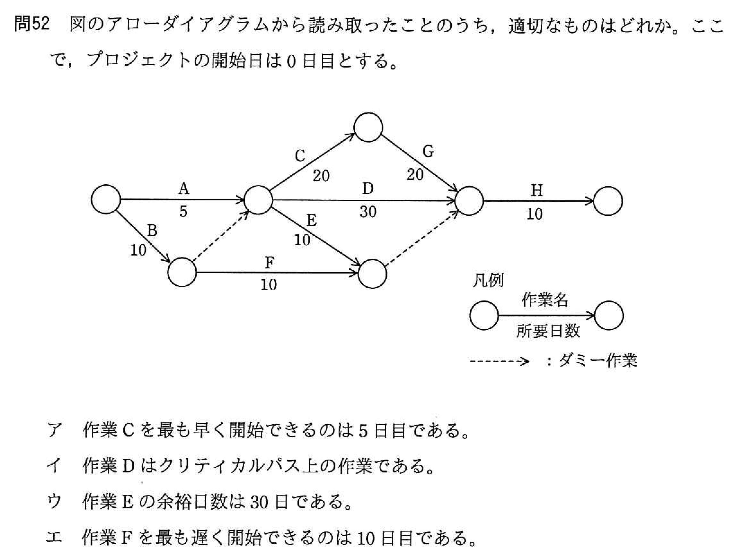 問52 図のアローダイアグラムから読み取ったことのうち，適切なものはどれか。ここ
で，プロジェクトの開始日は０日目とする。
C
20
G
20
A
5
D
30
H
10
B
10
E
10
F
10
凡例
作業名
所要日数
：ダミー作業
ア 作業Ｃを最も早く開始できるのは５日目である。
イ 作業Ｄはクリティカルパス上の作業である。
ウ 作業Ｅの余裕日数は30日である。
エ 作業Ｆを最も遅く開始できるのは10日目である。